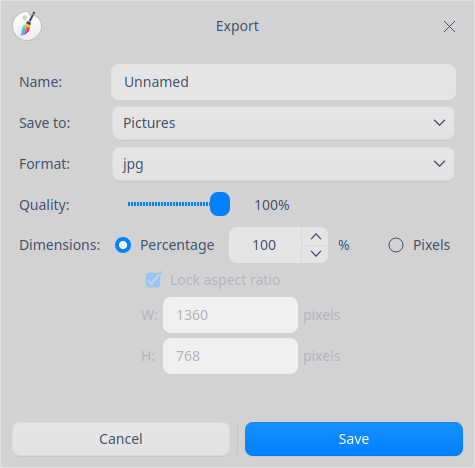 Export
Name: Unnamed
Save to: Pictures
Format: jpg
Quality: 100%
Dimensions: Percentage 100 % Pixels
Lock aspect ratio
W: 1360 pixels
H: 768 pixels
Cancel Save